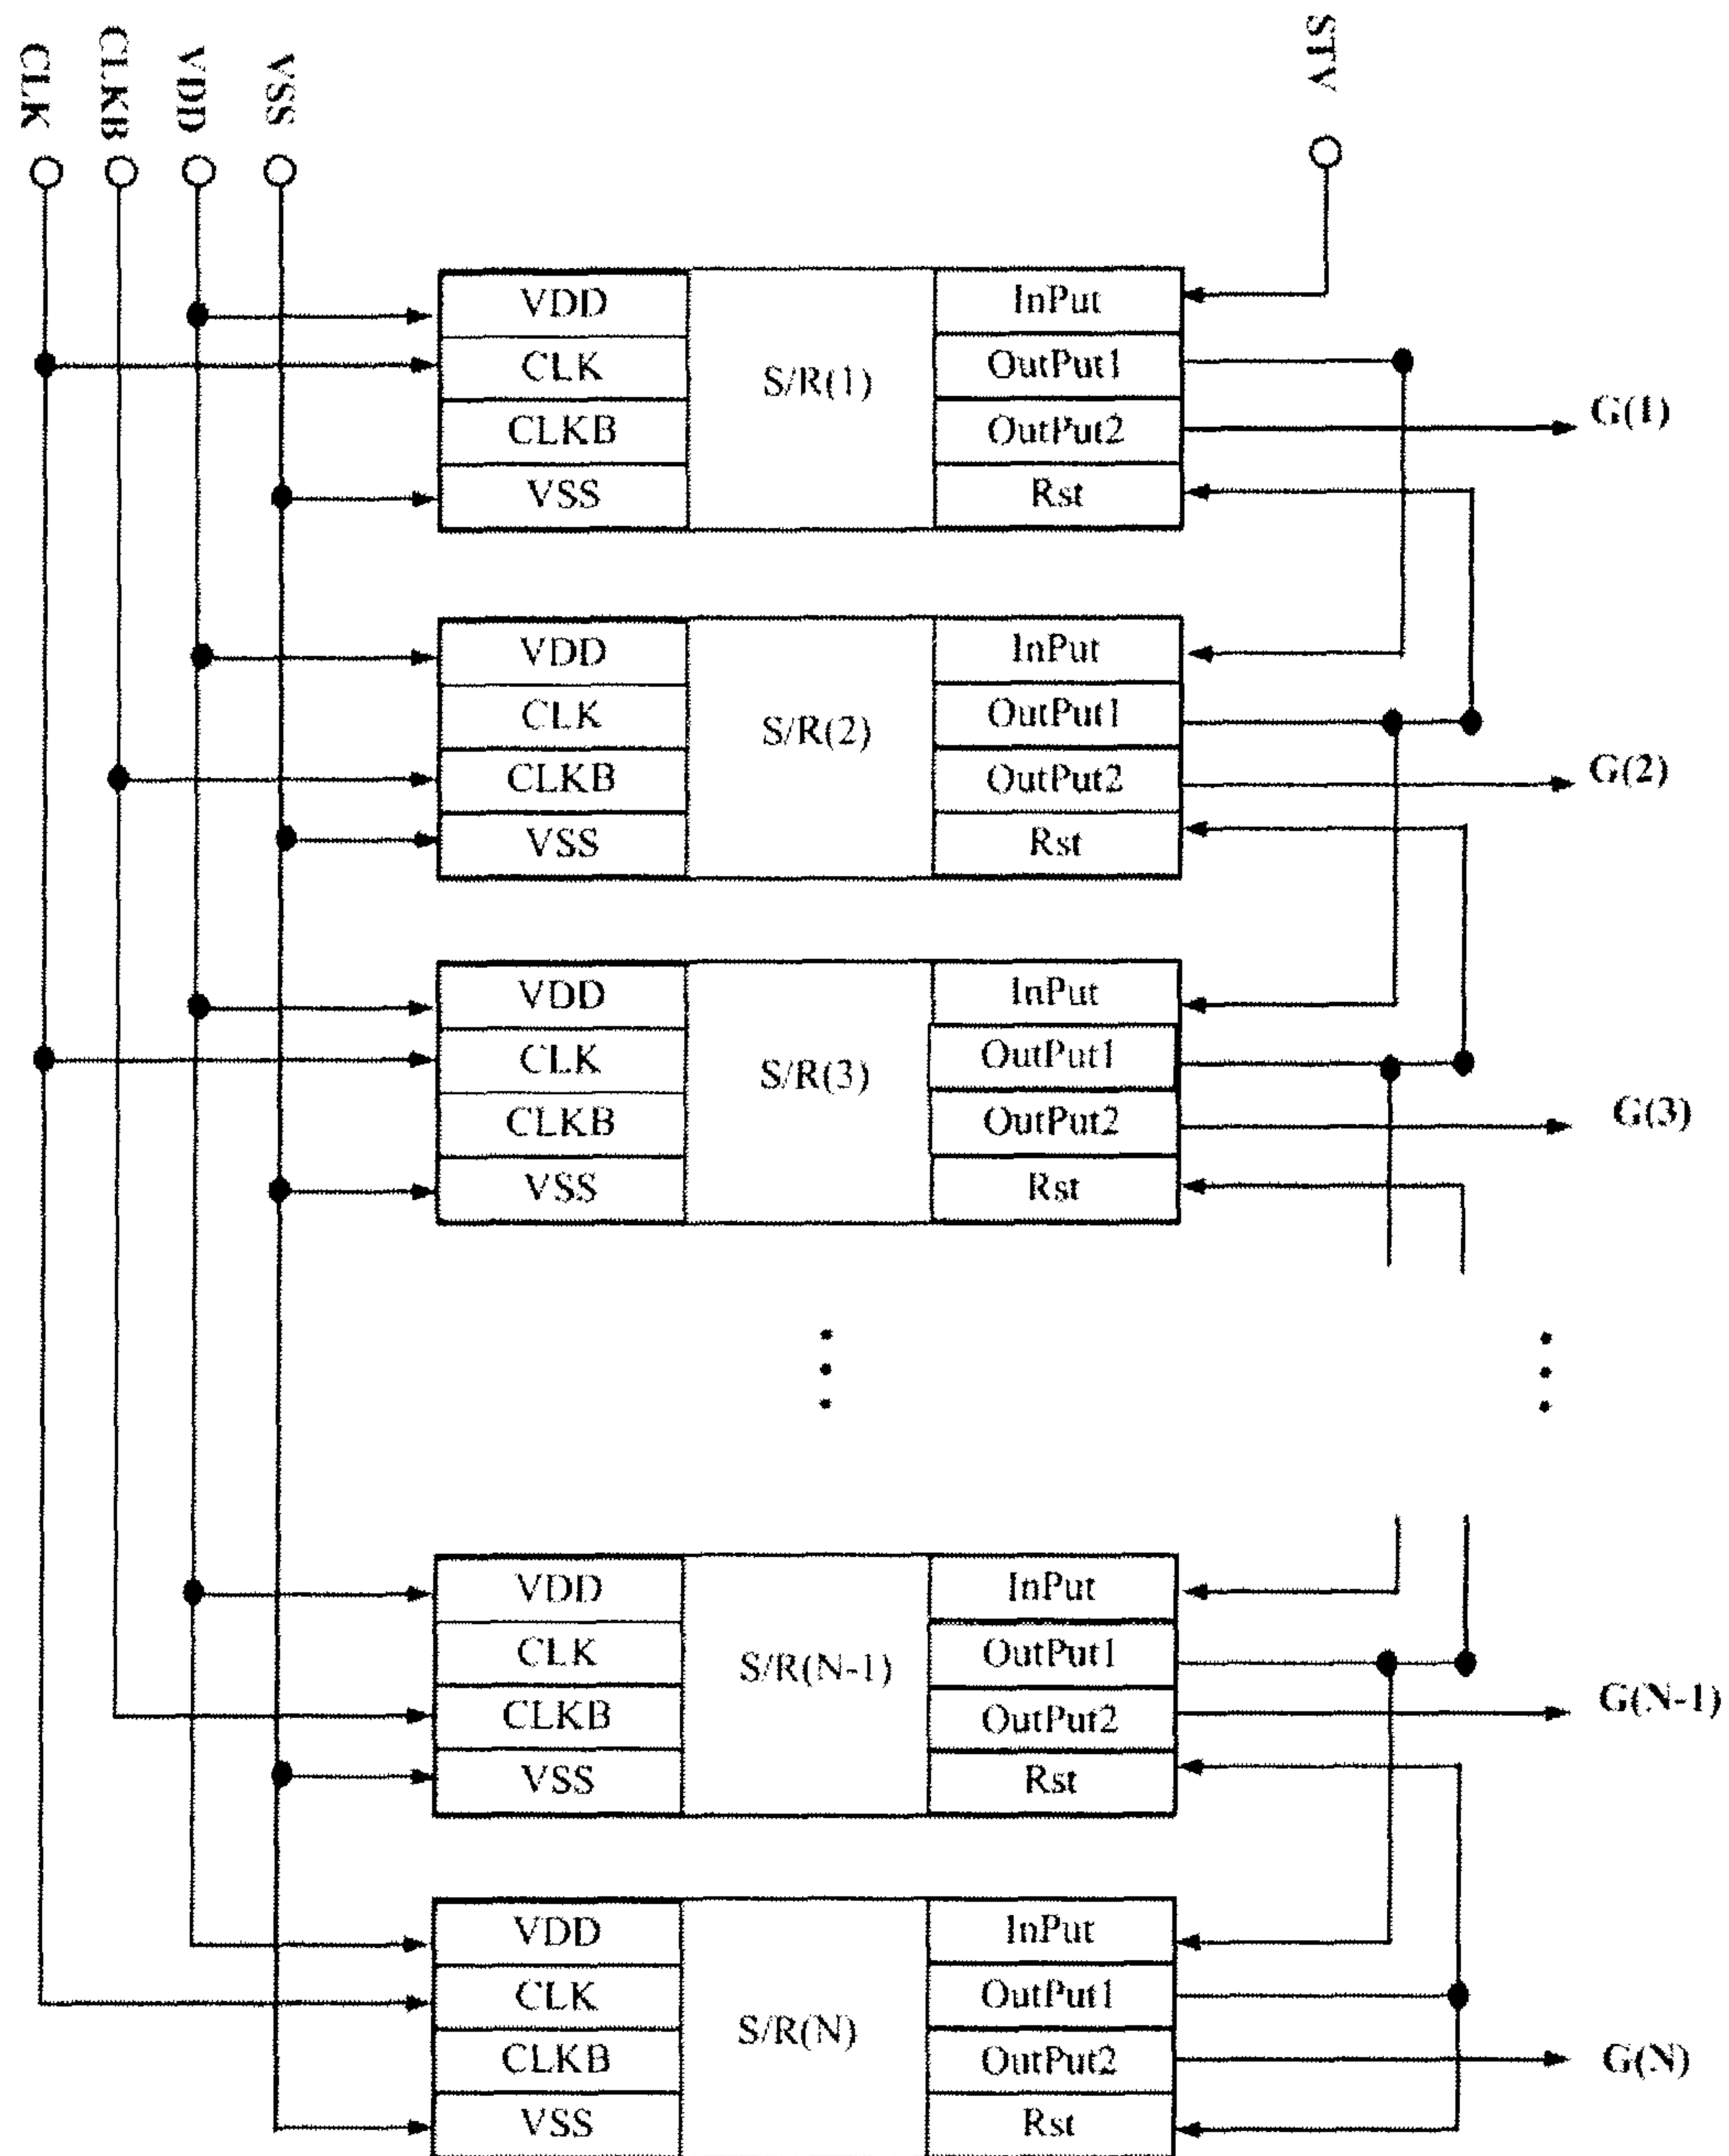 CLK
CLKB
VDD
VSS
STV
VDD
CLK
CLKB
VSS
S/R(1)
InPut
OutPut1
OutPut2
Rst
G(1)
VDD
CLK
CLKB
VSS
S/R(2)
InPut
OutPut1
OutPut2
Rst
G(2)
VDD
CLK
CLKB
VSS
S/R(3)
InPut
OutPut1
OutPut2
Rst
G(3)
VDD
CLK
CLKB
VSS
S/R(N-1)
InPut
OutPut1
OutPut2
Rst
G(N-1)
VDD
CLK
CLKB
VSS
S/R(N)
InPut
OutPut1
OutPut2
Rst
G(N)